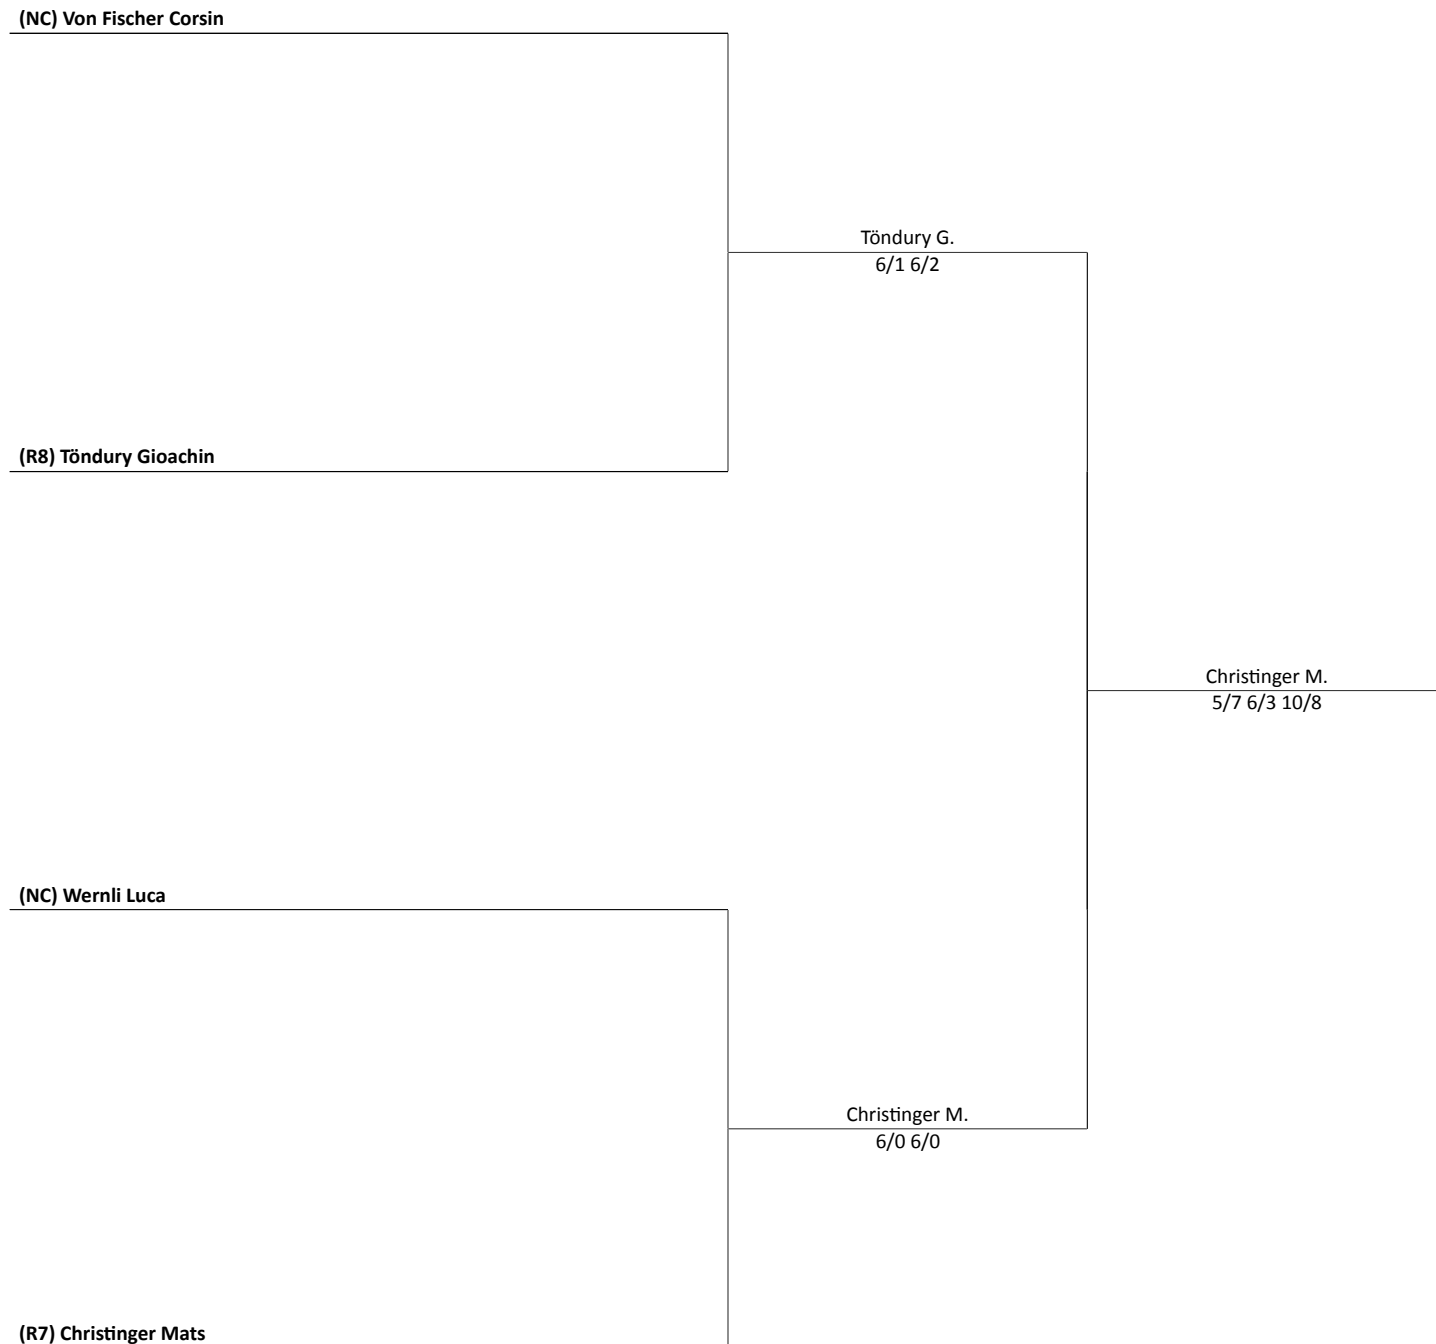 (NC) Von Fischer Corsin
Töndury G.
6/1 6/2
(R8) Töndury Gioachin
Christinger M.
5/7 6/3 10/8
(NC) Wernli Luca
Christinger M.
6/0 6/0
(R7) Christinger Mats